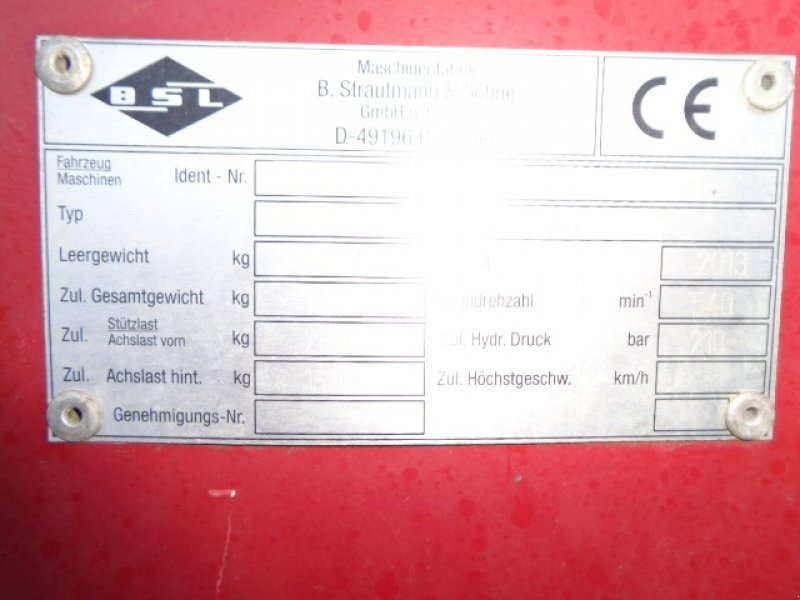 BSL
Maschinenfabrik
B. Strautmann & Söhne
GmbH u.
D-49196
CE
Fahrzeug
Maschinen Ident - Nr.
Typ
Leergewicht kg 2013
Zul. Gesamtgewicht kg min⁻¹ 540
Zul. Stützlast
Achslast vorn kg Zul. Hydr. Druck bar 210
Zul. Achslast hint. kg Zul. Höchstgeschw. km/h
Genehmigungs-Nr.